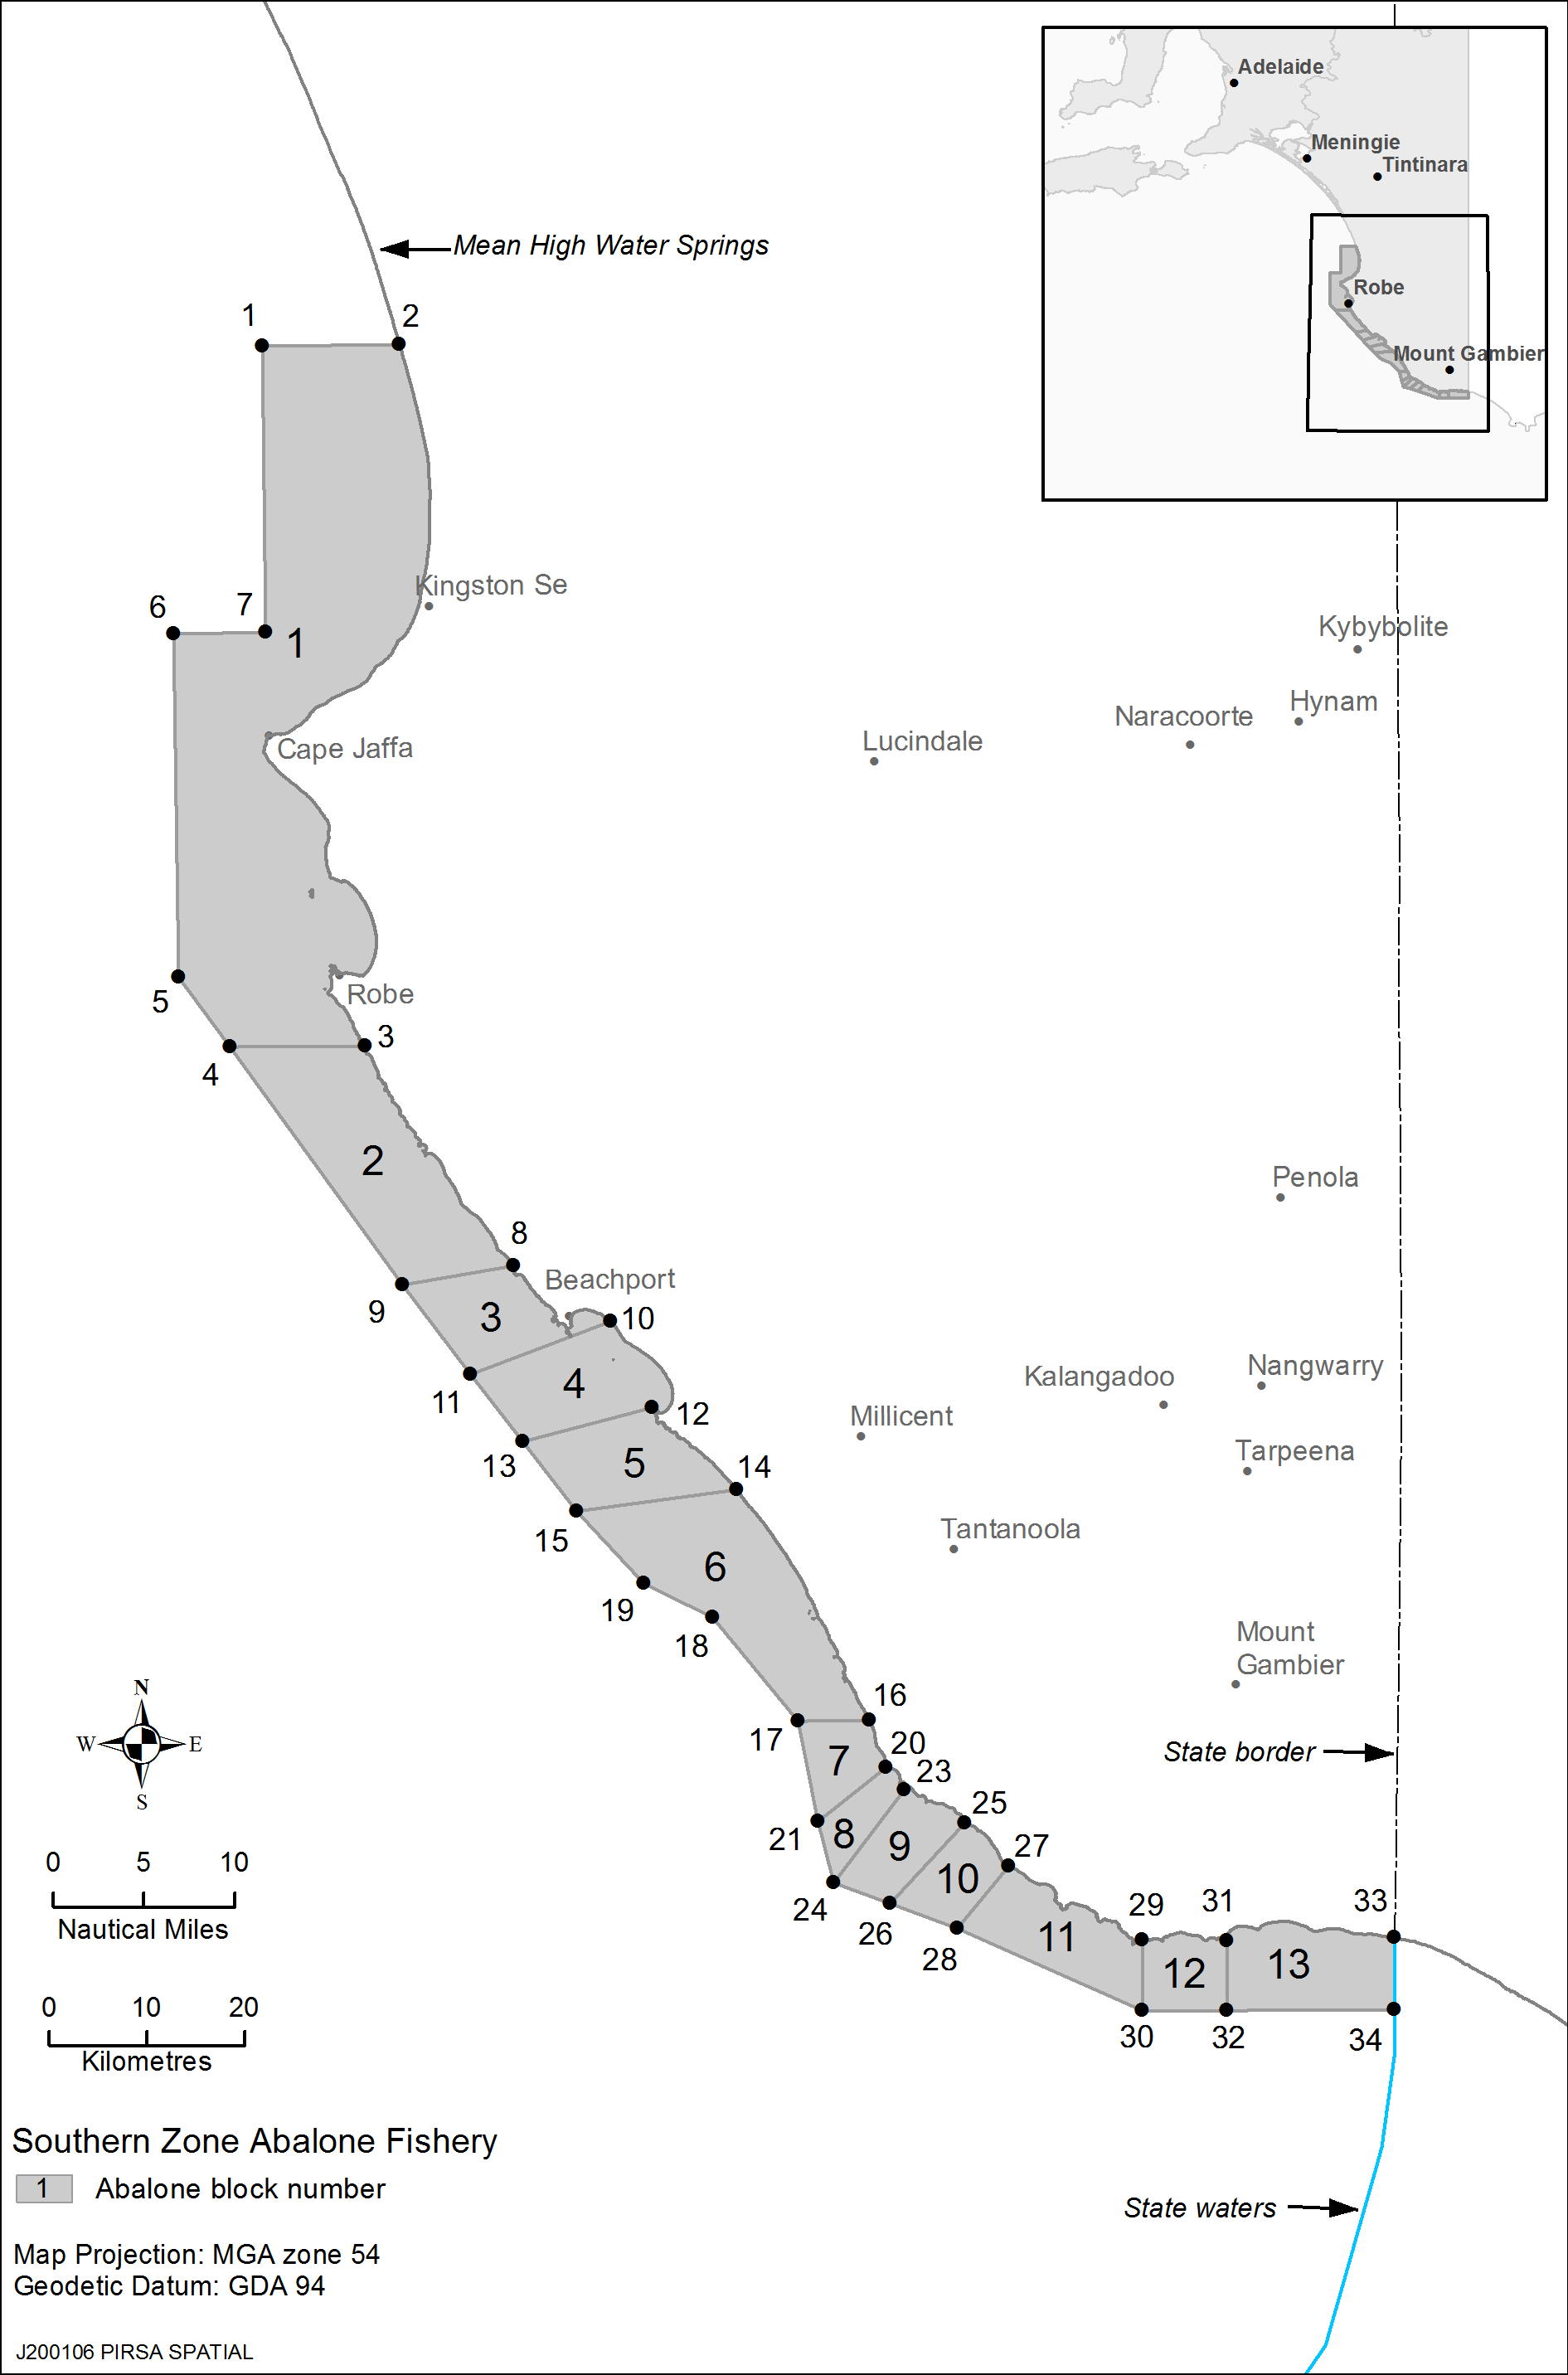 Adelaide
Meningie
Tintinara
Robe
Mount Gambier
Mean High Water Springs
1
2
Kingston Se
6
7
1
Kybybolite
Hynam
Naracoorte
Lucindale
Cape Jaffa
5
Robe
3
4
2
Penola
8
Beachport
9
3
10
Nangwarry
Kalangadoo
4
11
12
Millicent
Tarpeena
13
5
14
Tantanoola
15
6
19
18
Mount
Gambier
16
17
20
State border
7
23
25
21
8
9
27
10
24
26
28
11
29
31
33
12
13
30
32
34
N
W
E
S
0 5 10
Nautical Miles
0 10 20
Kilometres
Southern Zone Abalone Fishery
1 Abalone block number
State waters
Map Projection: MGA zone 54
Geodetic Datum: GDA 94
J200106 PIRSA SPATIAL